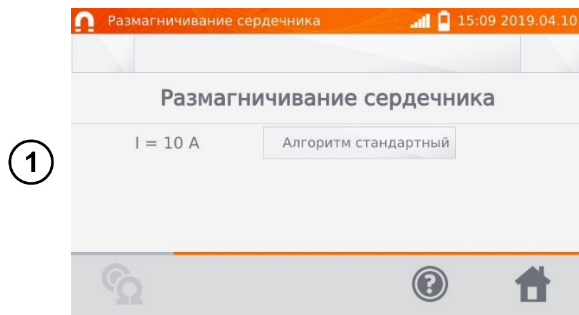 Размагничивание сердечника 15:09 2019.04.10
Размагничивание сердечника
1
I = 10 A Алгоритм стандартный
?